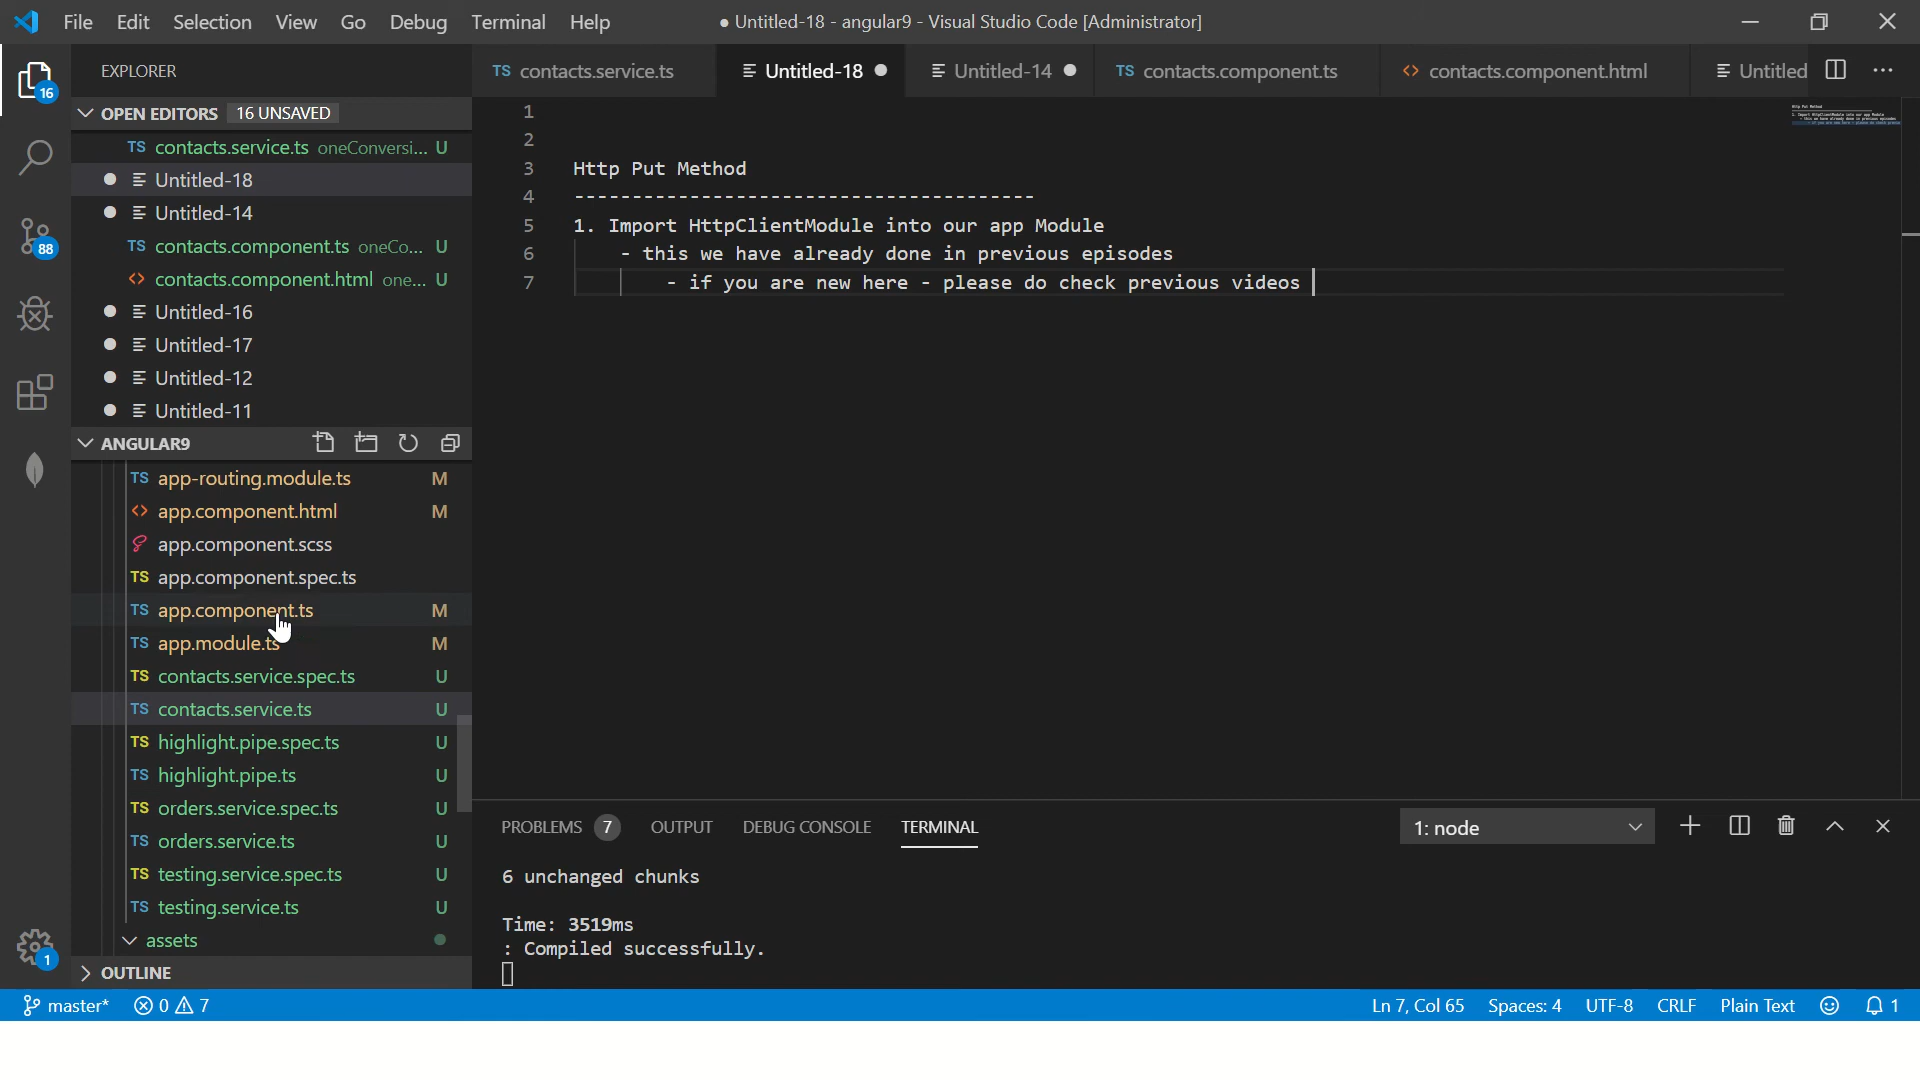 File Edit Selection View Go Debug Terminal Help
● Untitled-18 - angular9 - Visual Studio Code [Administrator]
EXPLORER
OPEN EDITORS 16 UNSAVED
TS contacts.service.ts oneConversi... U
Untitled-18
Untitled-14
TS contacts.component.ts oneCo... U
<> contacts.component.html one... U
Untitled-16
Untitled-17
Untitled-12
Untitled-11
ANGULAR9
TS app-routing.module.ts M
<> app.component.html M
app.component.scss
TS app.component.spec.ts
TS app.component.ts M
TS app.module.ts M
TS contacts.service.spec.ts U
TS contacts.service.ts U
TS highlight.pipe.spec.ts U
TS highlight.pipe.ts U
TS orders.service.spec.ts U
TS orders.service.ts U
TS testing.service.spec.ts U
TS testing.service.ts U
assets
OUTLINE
16
88
1
TS contacts.service.ts Untitled-18 Untitled-14 TS contacts.component.ts <> contacts.component.html Untitled
1
2
3 Http Put Method
4 ----------------------------------------
5 1. Import HttpClientModule into our app Module
6 - this we have already done in previous episodes
7 - if you are new here - please do check previous videos
PROBLEMS 7 OUTPUT DEBUG CONSOLE TERMINAL 1: node
6 unchanged chunks
Time: 3519ms
: Compiled successfully.
master* 0 7 Ln 7, Col 65 Spaces: 4 UTF-8 CRLF Plain Text 1